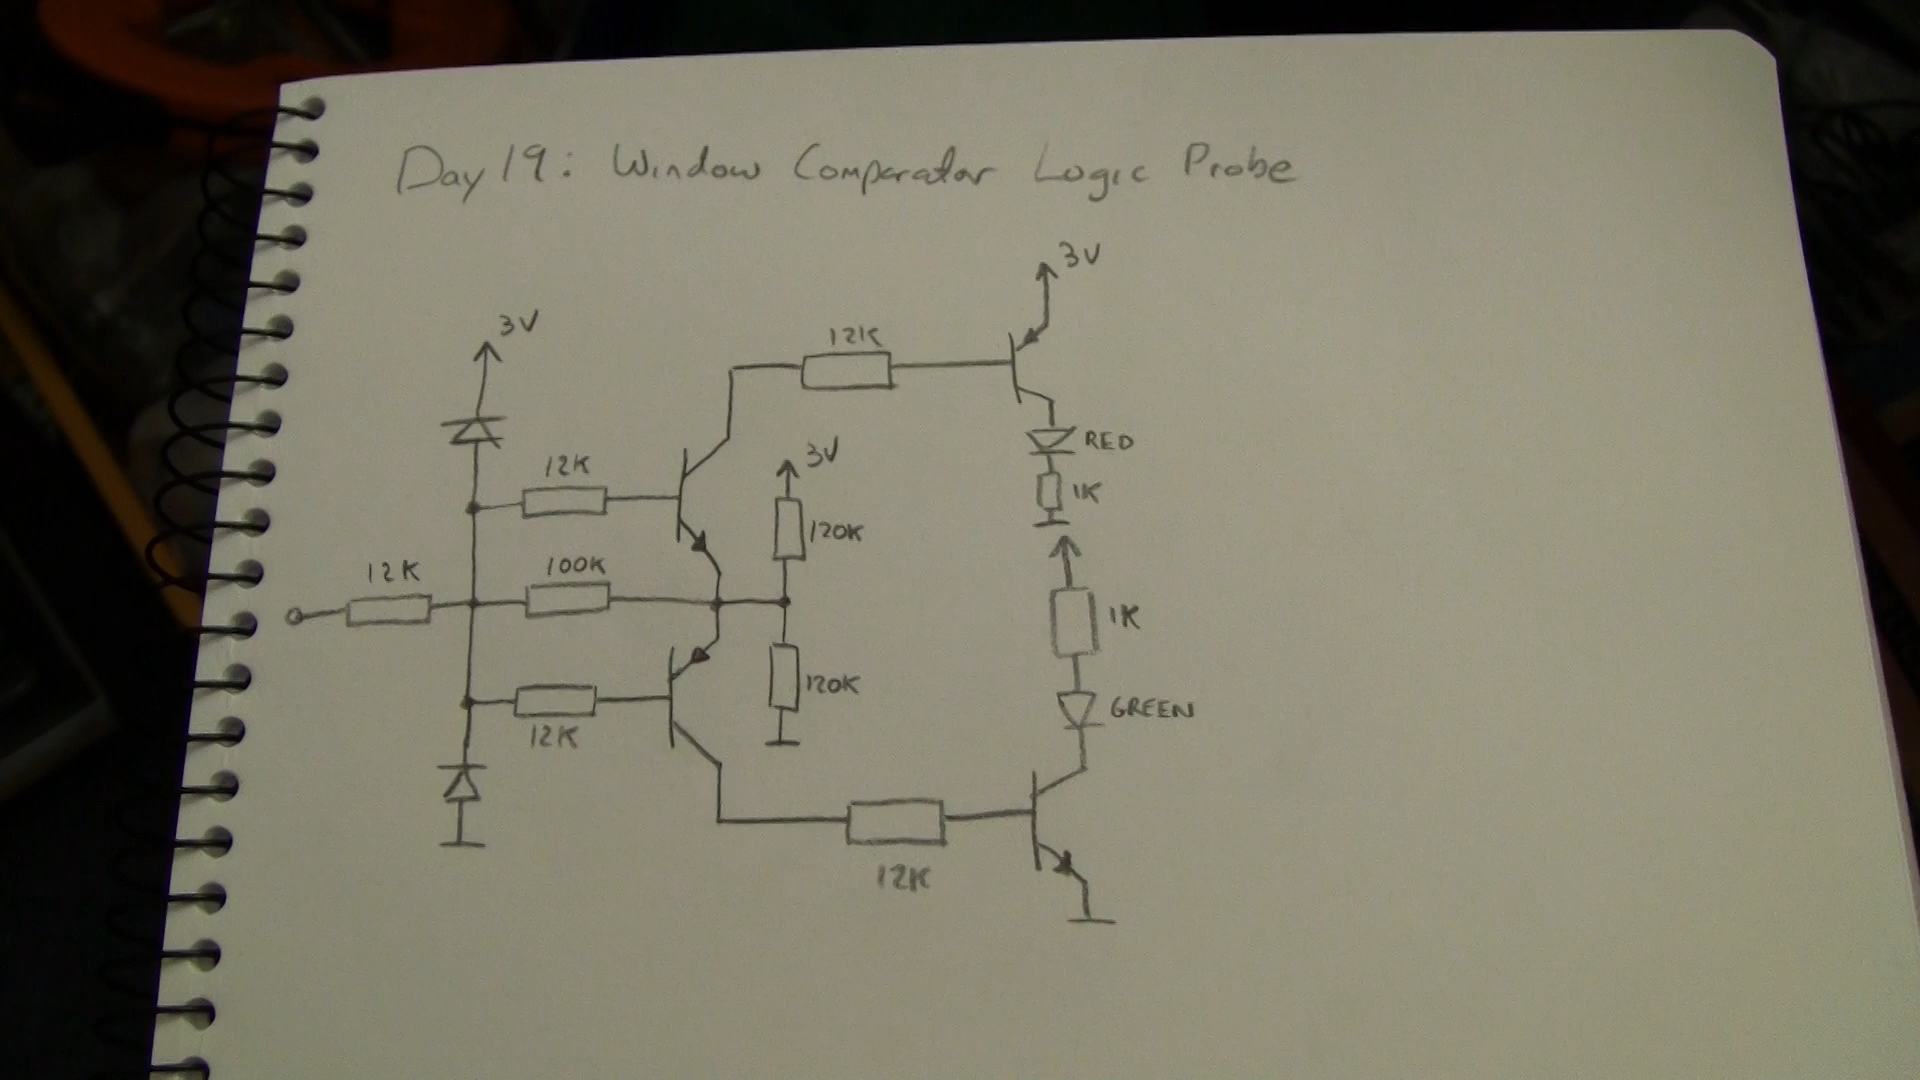 Day 19: Window Comparator Logic Probe
3V
3V
12K
3V
RED
12K
1K
120K
12K
100K
1K
120K
12K
GREEN
12K